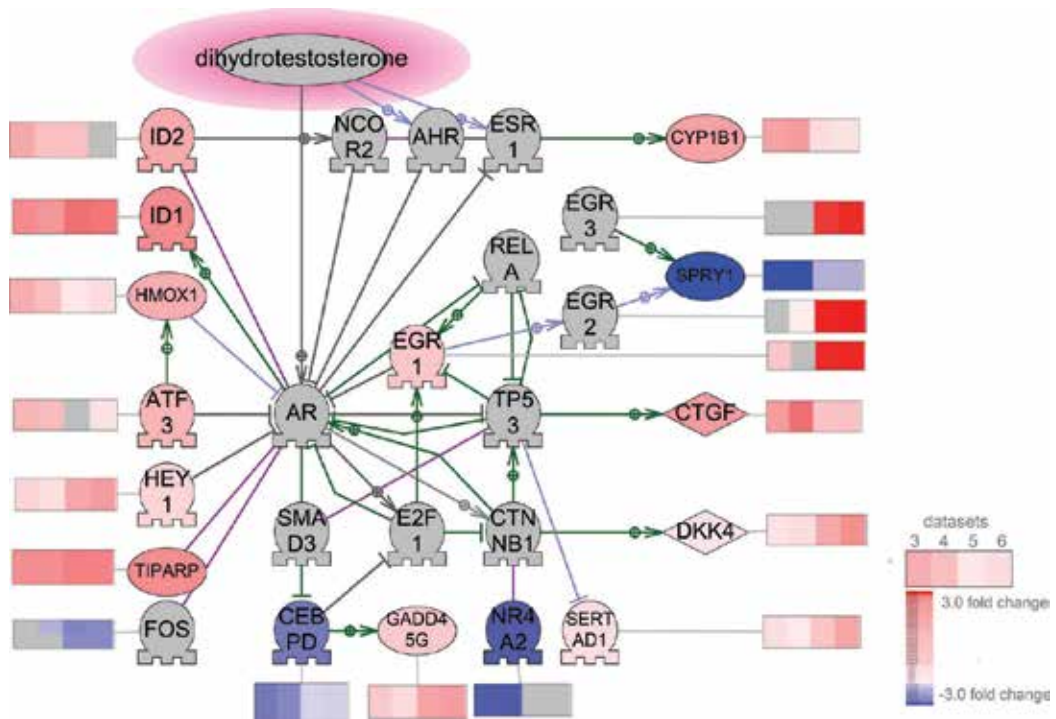 dihydrotestosterone
ID2
NCO
R2
AHR
ESR
1
CYP1B1
ID1
EGR
3
REL
A
SPRY1
HMOX1
EGR
2
EGR
1
ATF
3
AR
TP5
3
CTGF
HEY
1
SMA
D3
E2F
1
CTN
NB1
DKK4
datasets
3 4 5 6
TIPARP
3.0 fold change
FOS
CEB
PD
GADD4
5G
NR4
A2
SERT
AD1
-3.0 fold change